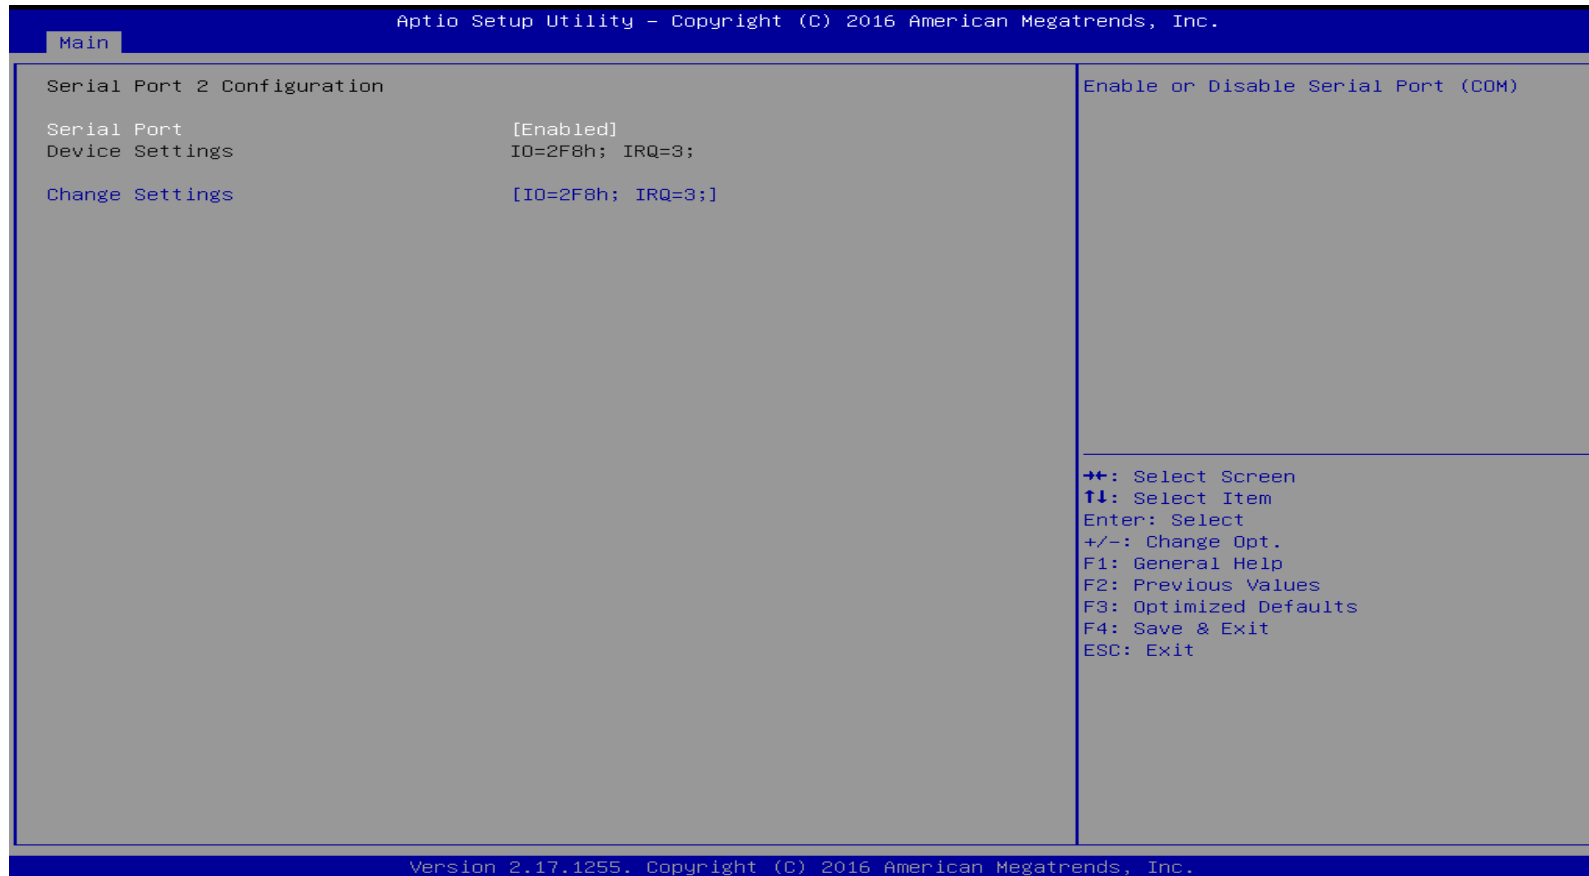 Aptio Setup Utility – Copyright (C) 2016 American Megatrends, Inc.
Main
Serial Port 2 Configuration
Serial Port [Enabled]
Device Settings IO=2F8h; IRQ=3;
Change Settings [IO=2F8h; IRQ=3;]
Enable or Disable Serial Port (COM)
→←: Select Screen
↑↓: Select Item
Enter: Select
+/-: Change Opt.
F1: General Help
F2: Previous Values
F3: Optimized Defaults
F4: Save & Exit
ESC: Exit
Version 2.17.1255. Copyright (C) 2016 American Megatrends, Inc.